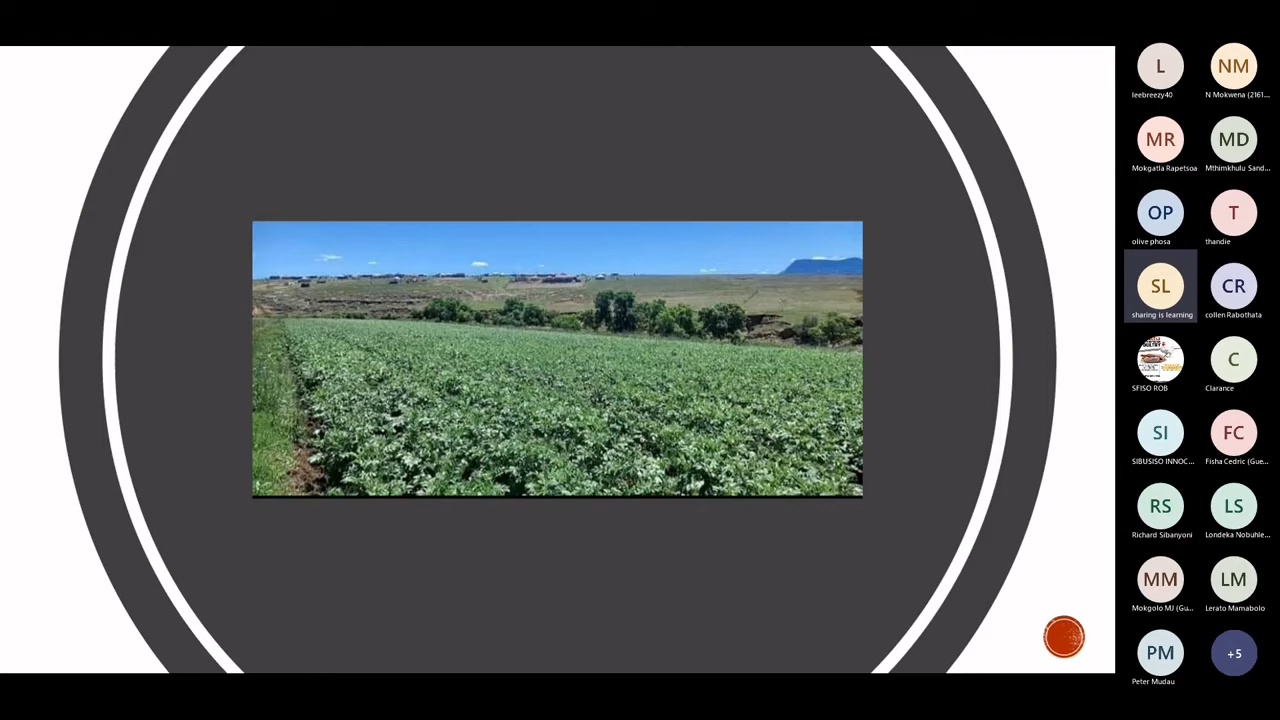 L
NM
leebreezy40
N Mokwena (2161...
MR
MD
Mokgatla Rapetsoa
Mthimkhulu Sand...
OP
T
olive phosa
thandie
SL
CR
sharing is learning
collen Rabothata
C
SFISO ROB
Clarance
SI
FC
SIBUSISO INNOC...
Fisha Cedric (Gue...
RS
LS
Richard Sibanyoni
Londeka Nobuhle...
MM
LM
Mokgolo MJ (Gu...
Lerato Mamabolo
PM
+5
Peter Mudau